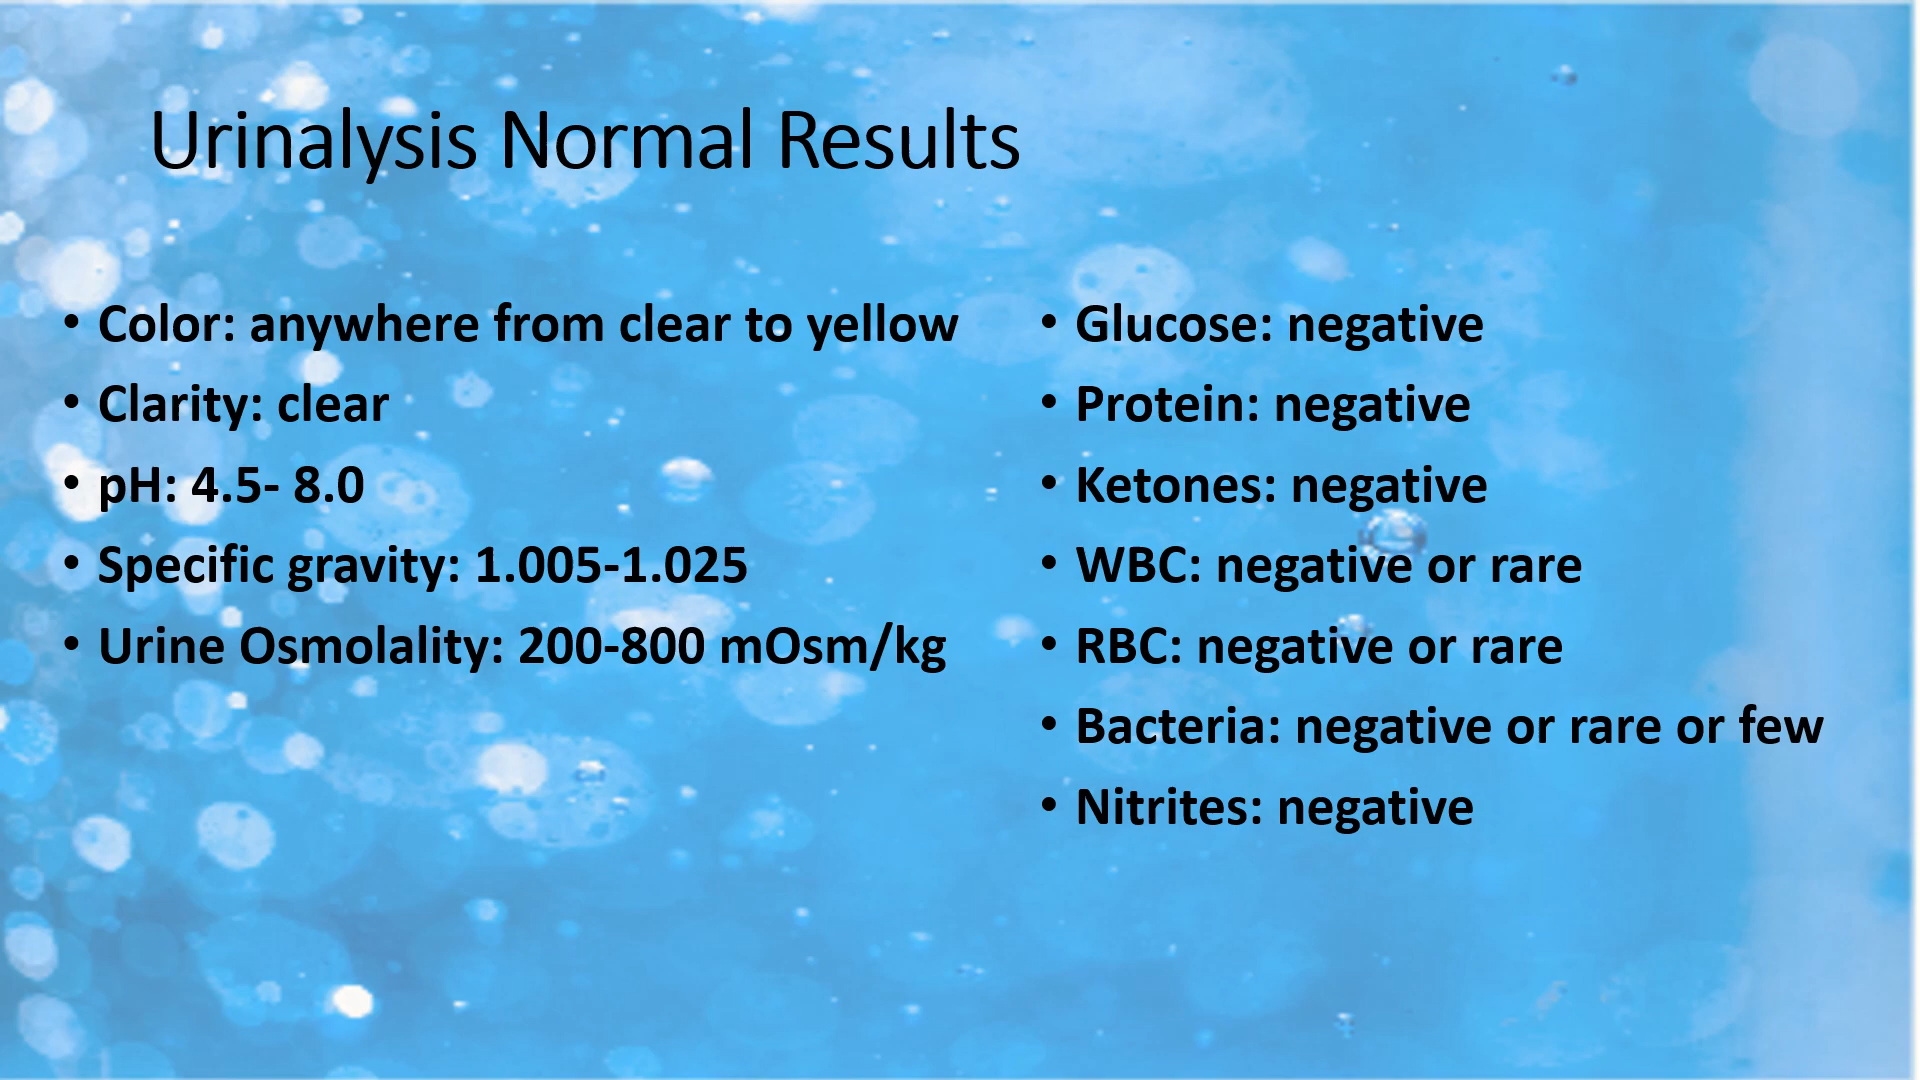 Urinalysis Normal Results
• Color: anywhere from clear to yellow
• Clarity: clear
• pH: 4.5- 8.0
• Specific gravity: 1.005-1.025
• Urine Osmolality: 200-800 mOsm/kg
• Glucose: negative
• Protein: negative
• Ketones: negative
• WBC: negative or rare
• RBC: negative or rare
• Bacteria: negative or rare or few
• Nitrites: negative